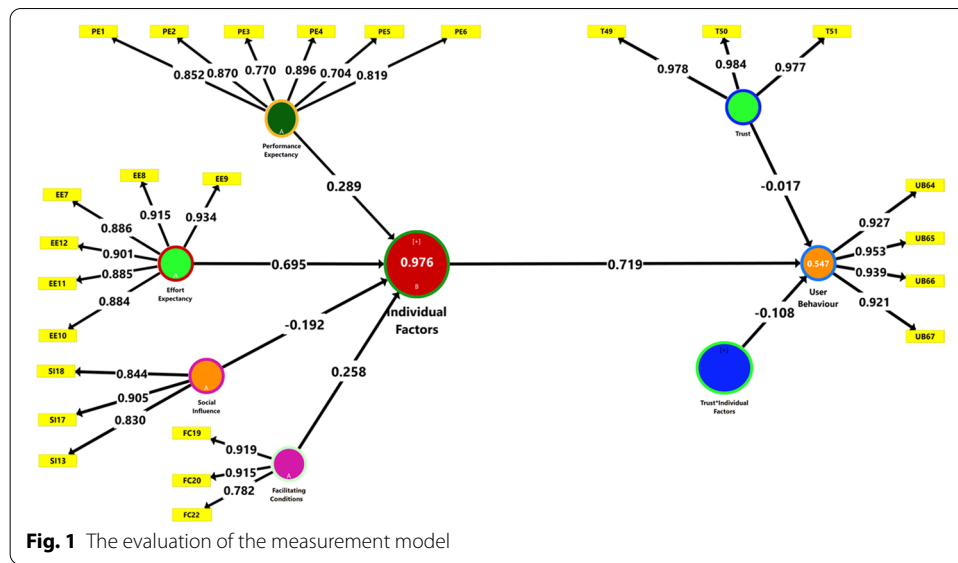 PE1 PE2 PE3 PE4 PE5 PE6
0.852 0.870 0.770 0.896 0.704 0.819
A
Performance
Expectancy
0.289
T49 T50 T51
0.978 0.984 0.977
Trust
-0.017
EE7 EE8 EE9
EE12
EE11
EE10
0.886 0.915 0.934
0.901
0.885
0.884
A
Effort
Expectancy
0.695
[+]
0.976
B
Individual
Factors
0.719
0.547
User
Behaviour
UB64
UB65
UB66
UB67
0.927
0.953
0.939
0.921
-0.192
SI18
SI17
SI13
0.844
0.905
0.830
A
Social
Influence
0.258
FC19
FC20
FC22
0.919
0.915
0.782
A
Facilitating
Conditions
-0.108
[+]
Trust*Individual
Factors
Fig. 1 The evaluation of the measurement model